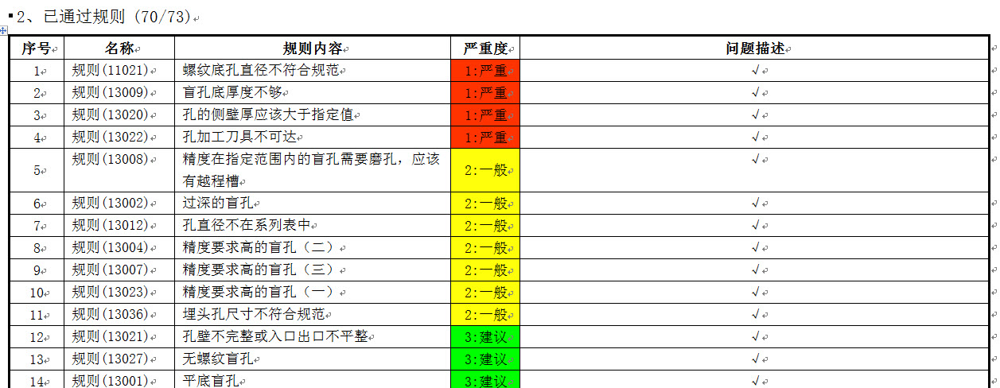 2、已通过规则 (70/73)
序号 名称 规则内容 严重度 问题描述
1 规则(11021) 螺纹底孔直径不符合规范 1:严重 √
2 规则(13009) 盲孔底厚度不够 1:严重 √
3 规则(13020) 孔的侧壁厚应该大于指定值 1:严重 √
4 规则(13022) 孔加工刀具不可达 1:严重 √
5 规则(13008) 精度在指定范围内的盲孔需要磨孔，应该 2:一般 √
有越程槽
6 规则(13002) 过深的盲孔 2:一般 √
7 规则(13012) 孔直径不在系列表中 2:一般 √
8 规则(13004) 精度要求高的盲孔（二） 2:一般 √
9 规则(13007) 精度要求高的盲孔（三） 2:一般 √
10 规则(13023) 精度要求高的盲孔（一） 2:一般 √
11 规则(13036) 埋头孔尺寸不符合规范 2:一般 √
12 规则(13021) 孔壁不完整或入口出口不平整 3:建议 √
13 规则(13027) 无螺纹盲孔 3:建议 √
14 规则(13001) 平底盲孔 3:建议 √